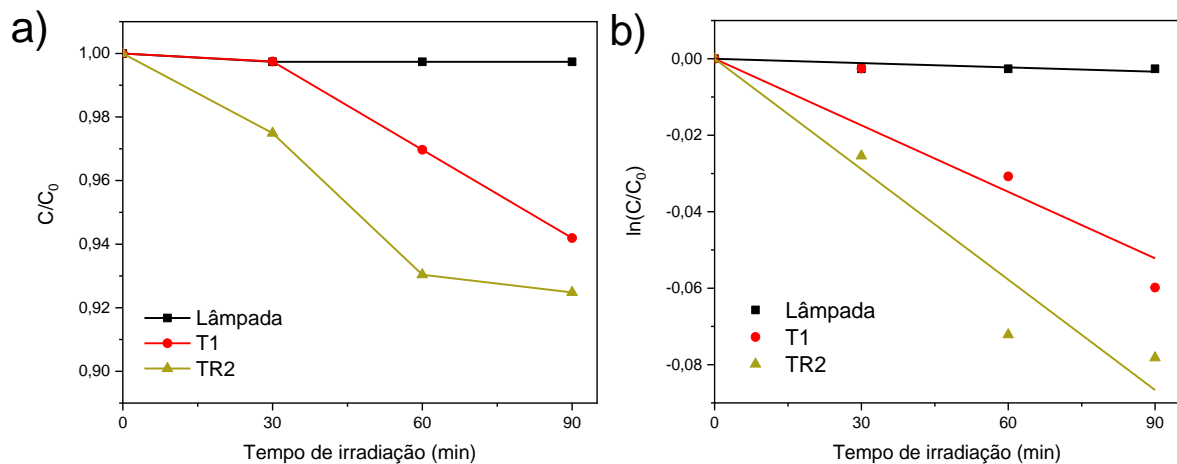 a)
1,00
0,98
0,96
0,94
0,92
0,90
C/C0
Lâmpada
T1
TR2
0
30
60
90
Tempo de irradiação (min)
b)
0,00
-0,02
-0,04
-0,06
-0,08
ln(C/C0)
Lâmpada
T1
TR2
0
30
60
90
Tempo de irradiação (min)